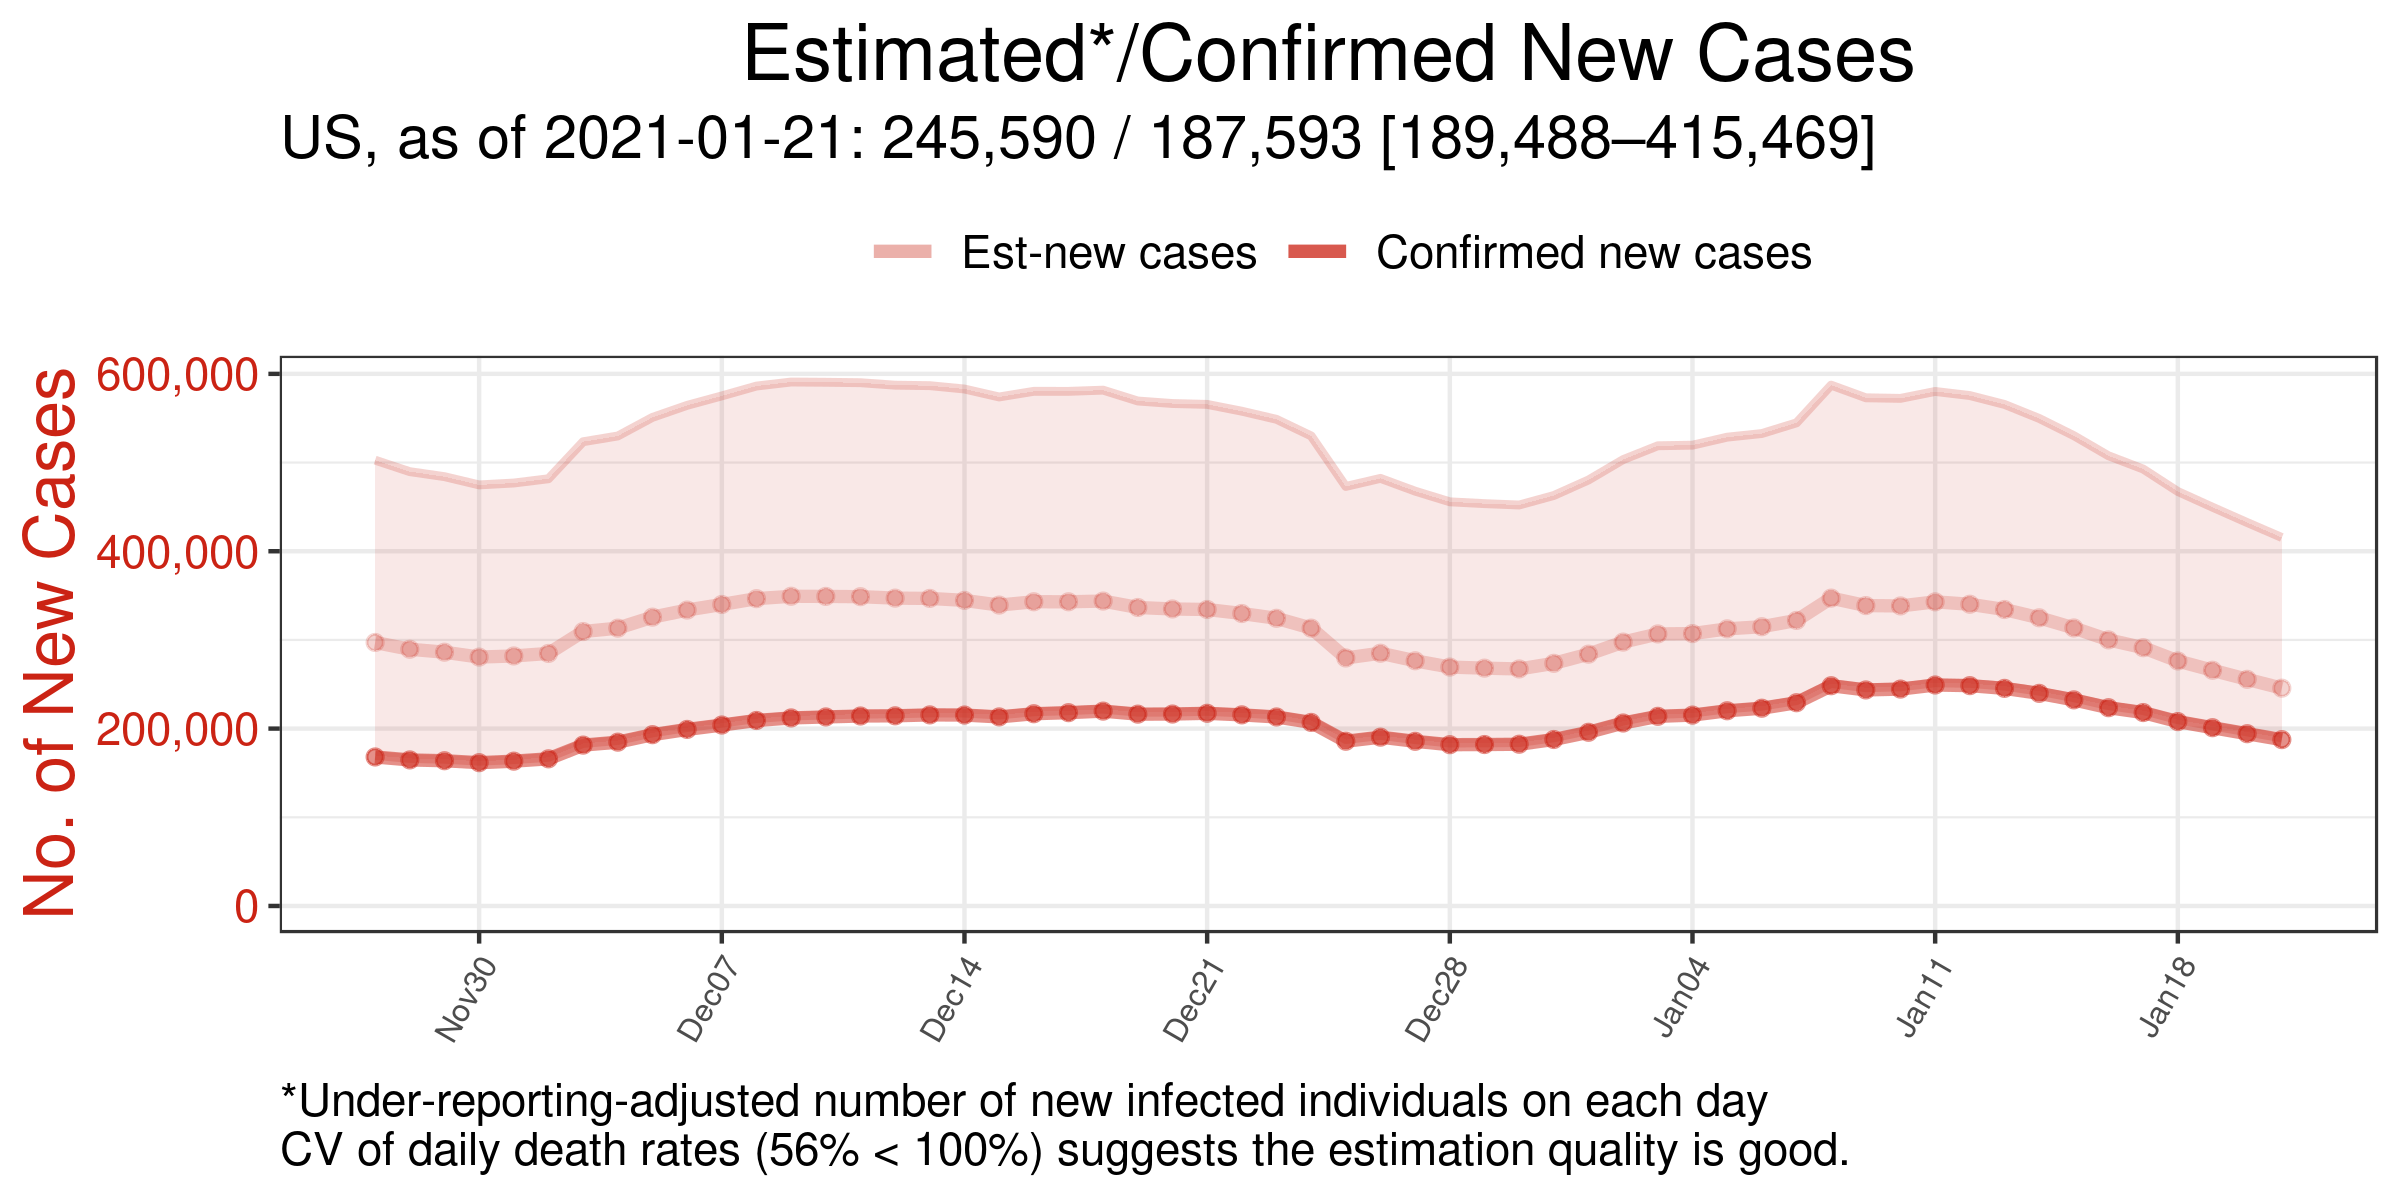 Estimated*/Confirmed New Cases
US, as of 2021-01-21: 245,590 / 187,593 [189,488–415,469]
Est-new cases
Confirmed new cases
No. of New Cases
600,000
400,000
200,000
0
Nov30
Dec07
Dec14
Dec21
Dec28
Jan04
Jan11
Jan18
*Under-reporting-adjusted number of new infected individuals on each day
CV of daily death rates (56% < 100%) suggests the estimation quality is good.